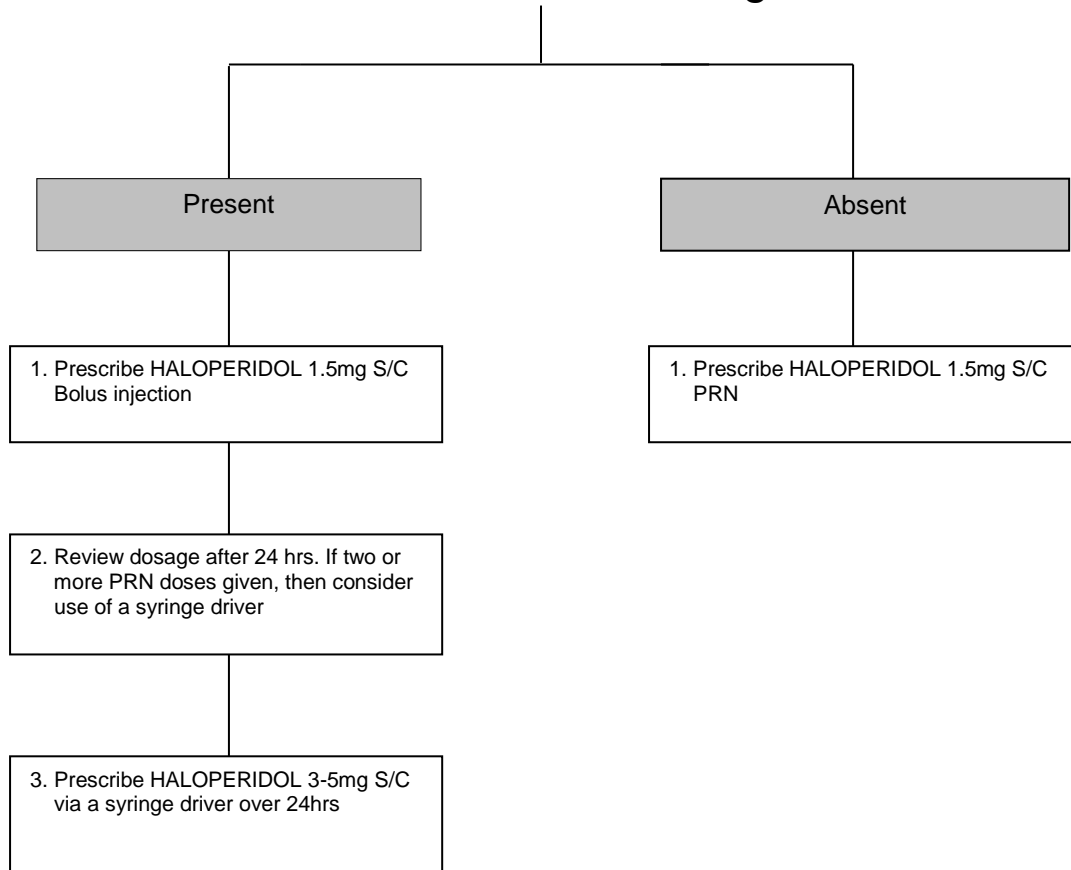 Present
Absent
1. Prescribe HALOPERIDOL 1.5mg S/C
Bolus injection
1. Prescribe HALOPERIDOL 1.5mg S/C
PRN
2. Review dosage after 24 hrs. If two or
more PRN doses given, then consider
use of a syringe driver
3. Prescribe HALOPERIDOL 3-5mg S/C
via a syringe driver over 24hrs